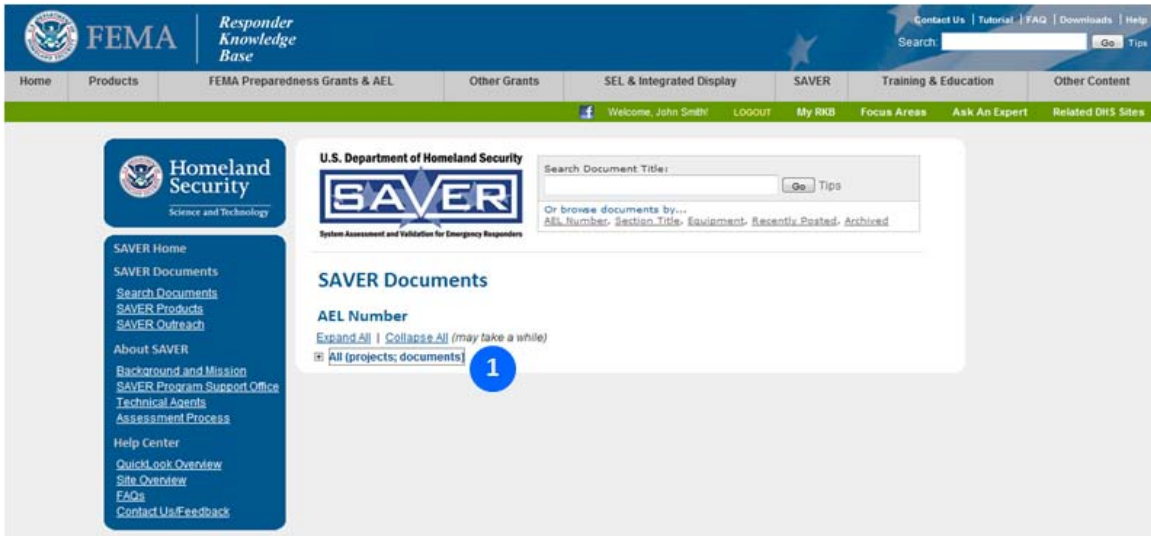 FEMA
Responder
Knowledge
Base
Contact Us | Tutorial | FAQ | Downloads | Help
Search: Go Tips
Home Products FEMA Preparedness Grants & AEL Other Grants SEL & Integrated Display SAVER Training & Education Other Content
Welcome, John Smith! LOGOUT My RKB Focus Areas Ask An Expert Related DHS Sites
Homeland
Security
Science and Technology
SAVER Home
SAVER Documents
Search Documents
SAVER Products
SAVER Outreach
About SAVER
Background and Mission
SAVER Program Support Office
Technical Agents
Assessment Process
Help Center
QuickLook Overview
Site Overview
FAQs
Contact Us/Feedback
U.S. Department of Homeland Security
SAVER
System Assessment and Validation for Emergency Responders
Search Document Title:
Go Tips
Or browse documents by...
AEL Number, Section Title, Equipment, Recently Posted, Archived
SAVER Documents
AEL Number
Expand All | Collapse All (may take a while)
All (projects; documents)
1